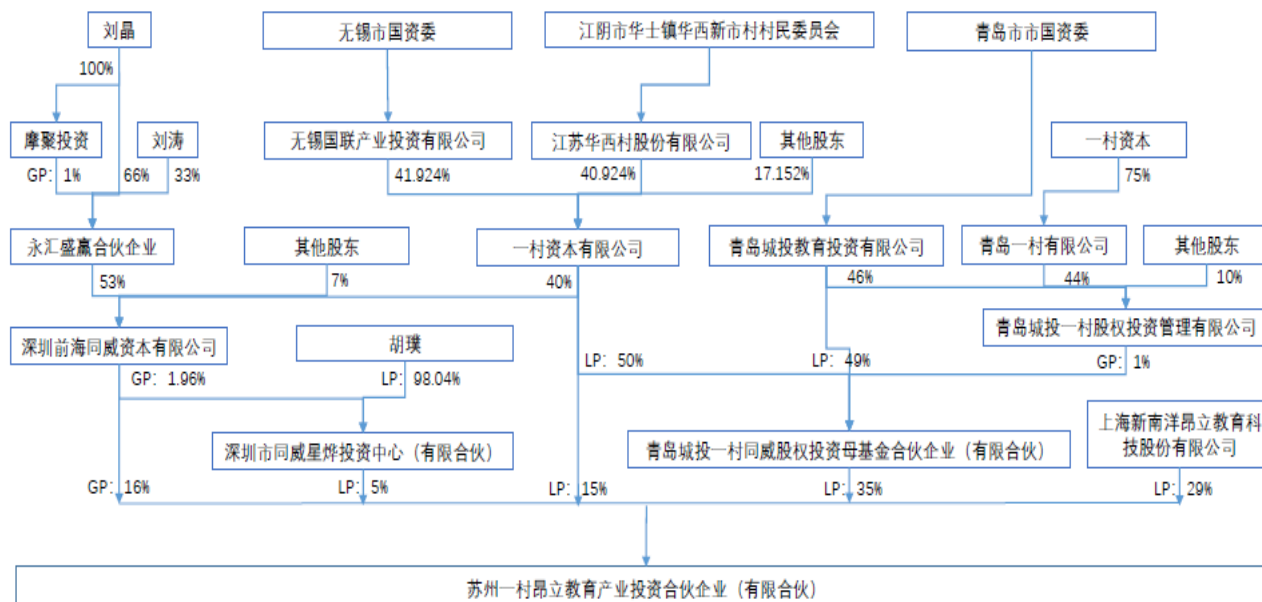 刘晶
无锡市国资委
江阴市华士镇华西新市村村民委员会
青岛市市国资委
100%
摩聚投资
刘涛
无锡国联产业投资有限公司
江苏华西村股份有限公司
其他股东
一村资本
GP: 1%
66%
33%
41.924%
40.924%
17.152%
75%
永汇盛赢合伙企业
其他股东
一村资本有限公司
青岛城投教育投资有限公司
青岛一村有限公司
其他股东
53%
7%
40%
46%
44%
10%
深圳前海同威资本有限公司
胡璞
青岛城投一村股权投资管理有限公司
GP: 1.96%
LP: 98.04%
LP: 50%
LP: 49%
GP: 1%
深圳市同威星烨投资中心（有限合伙）
青岛城投一村同威股权投资母基金合伙企业（有限合伙）
上海新南洋昂立教育科
技股份有限公司
GP: 16%
LP: 5%
LP: 15%
LP: 35%
LP: 29%
苏州一村昂立教育产业投资合伙企业（有限合伙）